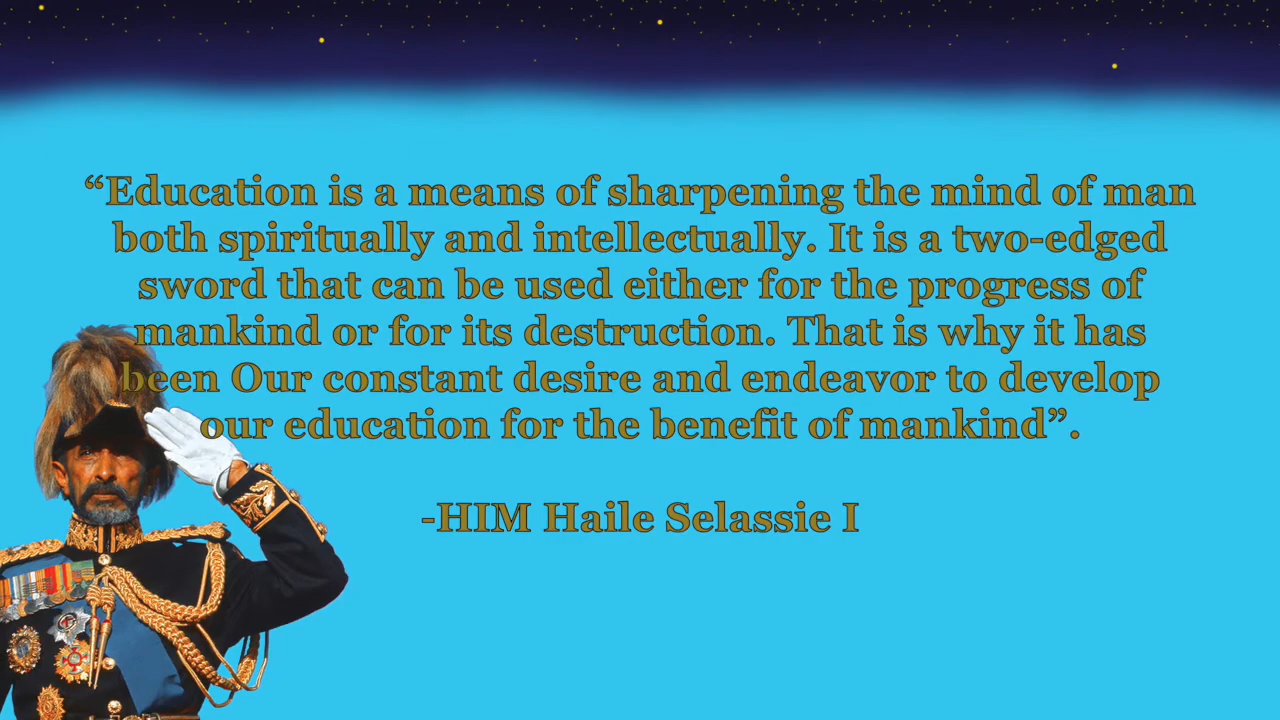 “Education is a means of sharpening the mind of man
both spiritually and intellectually. It is a two-edged
sword that can be used either for the progress of
mankind or for its destruction. That is why it has
been Our constant desire and endeavor to develop
our education for the benefit of mankind”.
-HIM Haile Selassie I